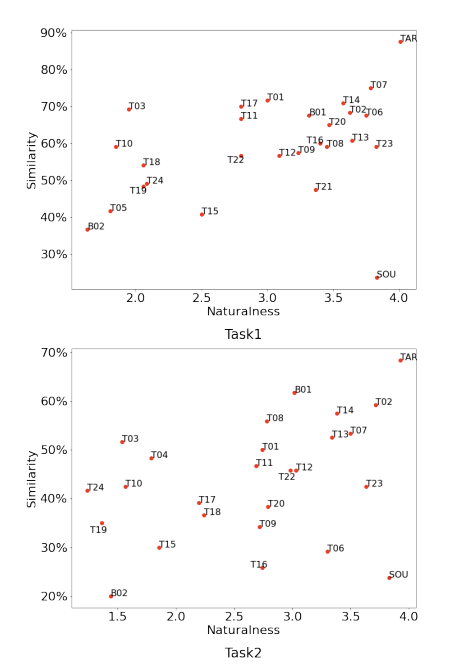 90%
TAR
80%
T07
T17
T01
T14
70%
T03
T02
T06
T11
B01
T20
T16
T13
60%
T10
T12
T09
T08
T23
T22
T18
50%
T24
T19
T21
T05
T15
40%
B02
30%
SOU
Similarity
2.0 2.5 3.0 3.5 4.0
Naturalness
Task1
70%
TAR
B01
60%
T02
T14
T08
T13
T07
T03
50%
T01
T04
T11
T12
T22
T24
T10
T23
40%
T17
T20
T18
T19
T09
30%
T15
T06
T16
SOU
20%
B02
Similarity
1.5 2.0 2.5 3.0 3.5 4.0
Naturalness
Task2